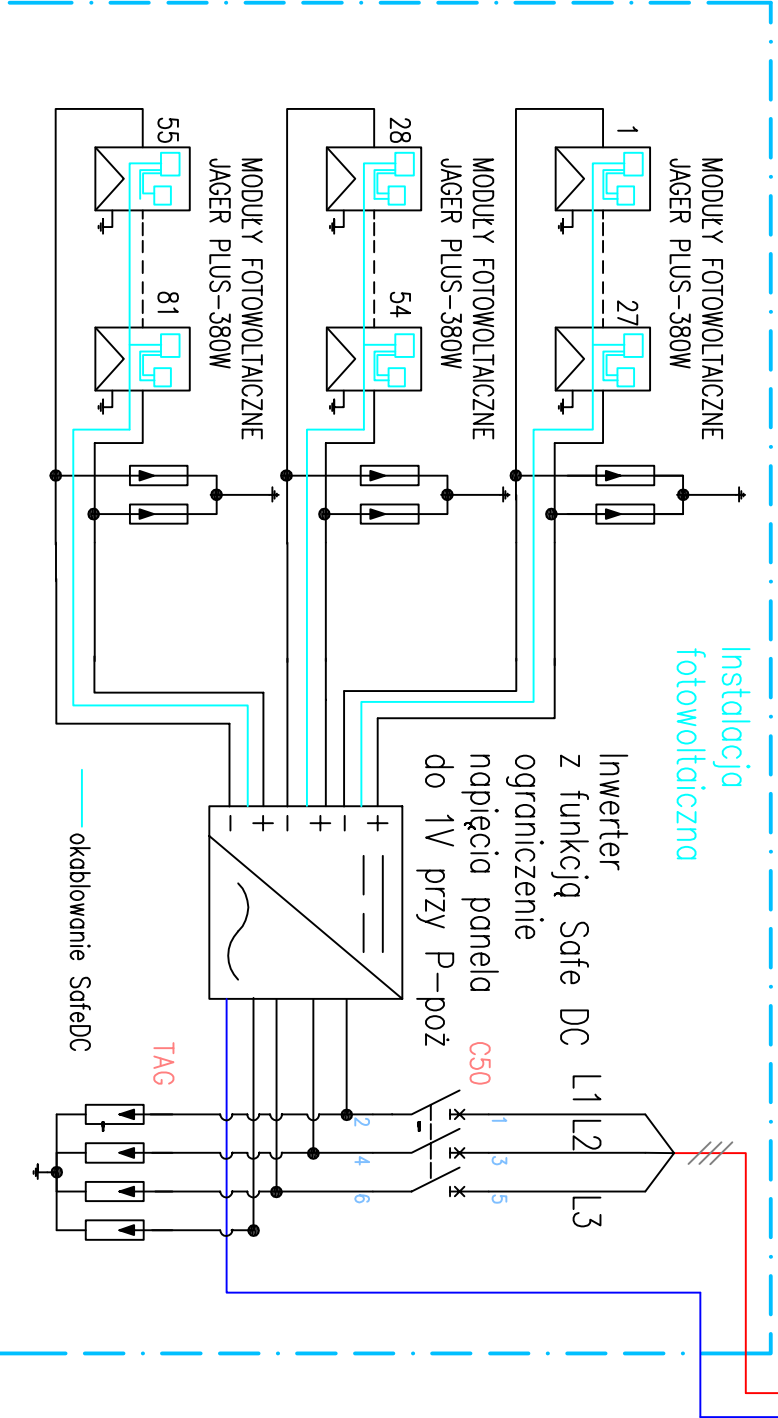 Instalacja
fotowoltaiczna
1
27
MODUŁY FOTOWOLTAICZNE
JAGER PLUS-380W
28
54
MODUŁY FOTOWOLTAICZNE
JAGER PLUS-380W
55
81
MODUŁY FOTOWOLTAICZNE
JAGER PLUS-380W
Inwerter
z funkcją Safe DC
ograniczenie
napięcia panela
do 1V przy P-poż
+
-
+
-
+
-
okablowanie SafeDC
C50
TAG
L1
L2
L3
1
3
5
2
4
6